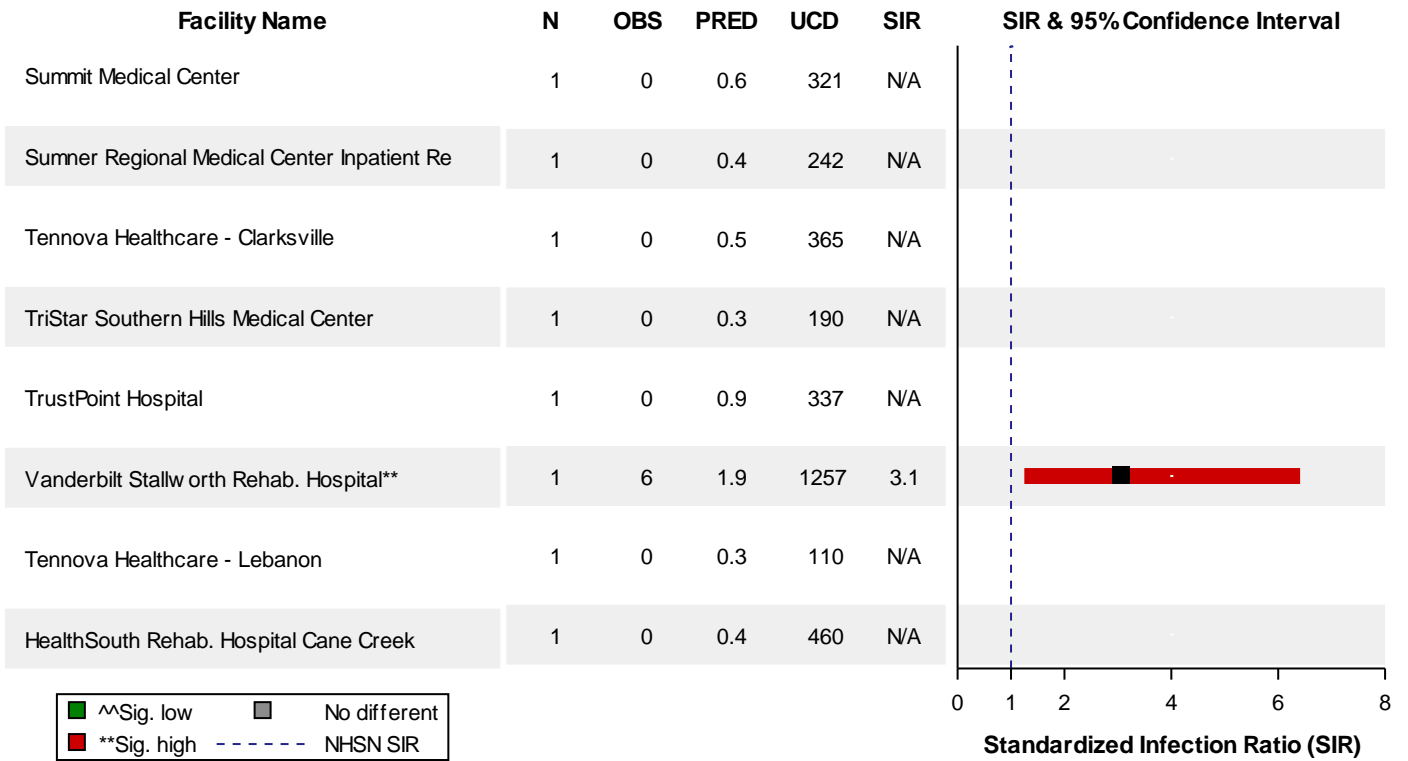 Facility Name N OBS PRED UCD SIR SIR & 95% Confidence Interval
Summit Medical Center 1 0 0.6 321 N/A
Sumner Regional Medical Center Inpatient Re 1 0 0.4 242 N/A
Tennova Healthcare - Clarksville 1 0 0.5 365 N/A
TriStar Southern Hills Medical Center 1 0 0.3 190 N/A
TrustPoint Hospital 1 0 0.9 337 N/A
Vanderbilt Stallworth Rehab. Hospital** 1 6 1.9 1257 3.1
Tennova Healthcare - Lebanon 1 0 0.3 110 N/A
HealthSouth Rehab. Hospital Cane Creek 1 0 0.4 460 N/A
0 1 2 4 6 8
Standardized Infection Ratio (SIR)
^^Sig. low No different
**Sig. high NHSN SIR